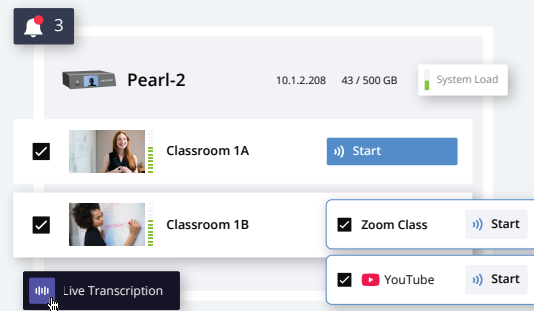 3
Pearl-2 10.1.2.208 43 / 500 GB System Load
Classroom 1A Start
Classroom 1B
Zoom Class Start
YouTube Start
Live Transcription